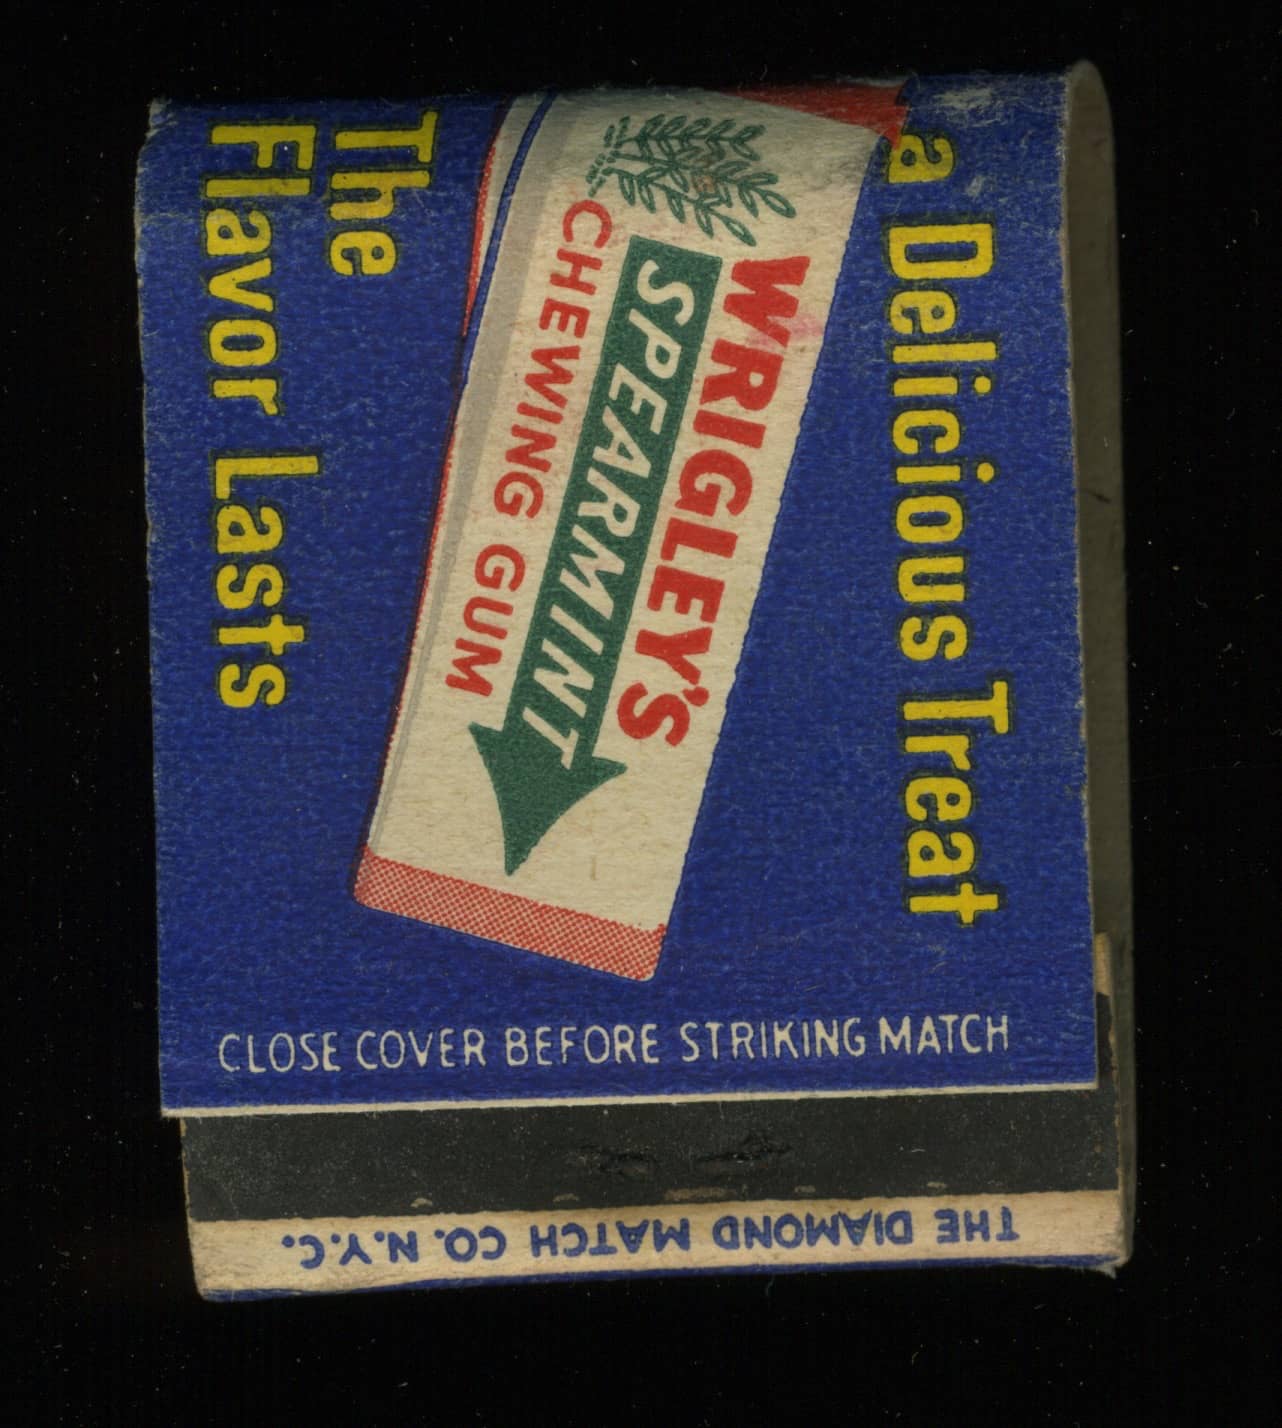 a Delicious Treat
WRIGLEY'S
SPEARMINT
CHEWING GUM
The
Flavor Lasts
CLOSE COVER BEFORE STRIKING MATCH
THE DIAMOND MATCH CO. N.Y.C.